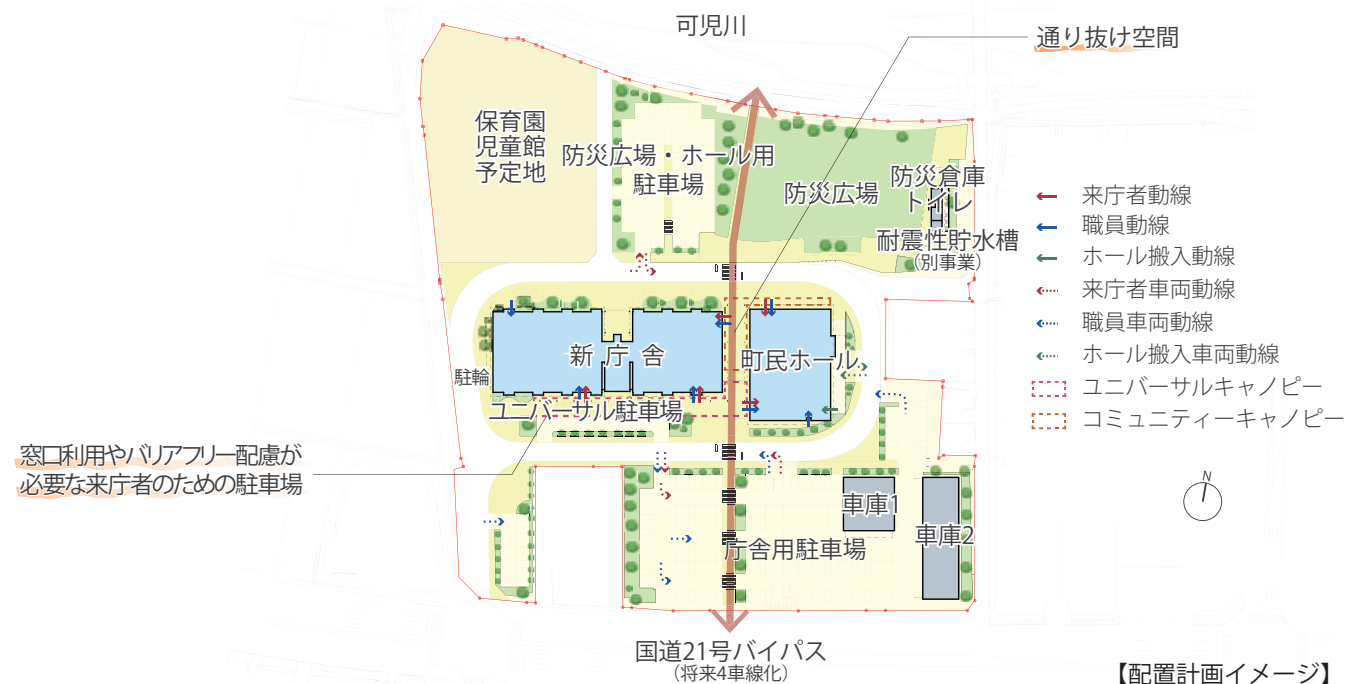 可児川
通り抜け空間
保育園
児童館
予定地
防災広場・ホール用
駐車場
防災広場
防災倉庫
トイレ
耐震性貯水槽
（別事業）
来庁者動線
職員動線
ホール搬入動線
来庁者車両動線
職員車両動線
ホール搬入車両動線
ユニバーサルキャノピー
コミュニティーキャノピー
新庁舎
町民ホール
駐輪
ユニバーサル駐車場
窓口利用やバリアフリー配慮が
必要な来庁者のための駐車場
N
車庫1
車庫2
庁舎用駐車場
国道21号バイパス
（将来4車線化）
【配置計画イメージ】